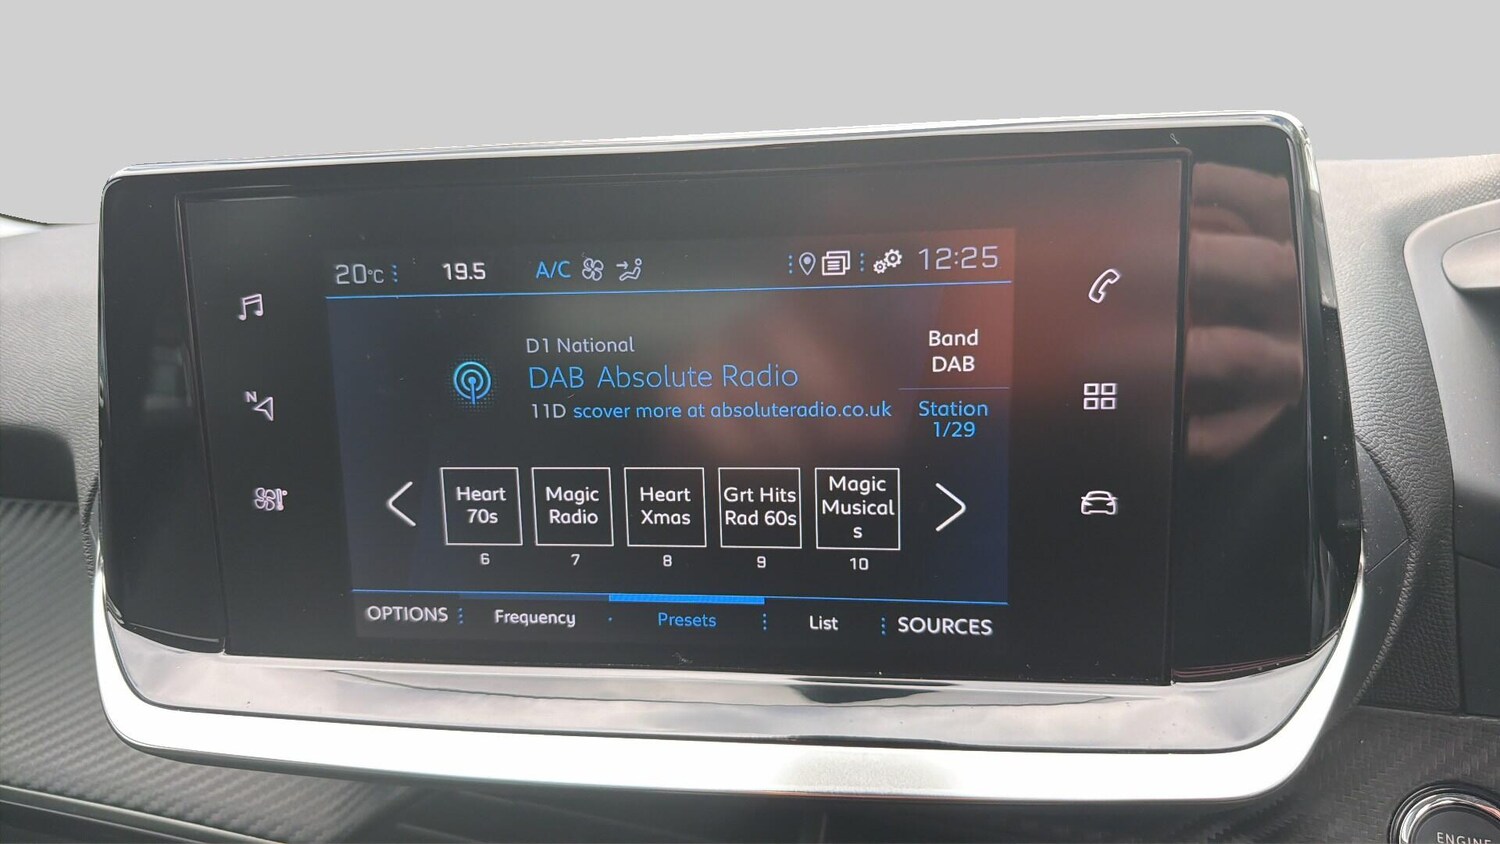 20°C 19.5 A/C 12:25
N
D1 National
DAB Absolute Radio
11D scover more at absoluteradio.co.uk
Band
DAB
Station
1/29
Heart
70s
6
Magic
Radio
7
Heart
Xmas
8
Grt Hits
Rad 60s
9
Magic
Musical
s
10
OPTIONS Frequency Presets List SOURCES
ENGINE